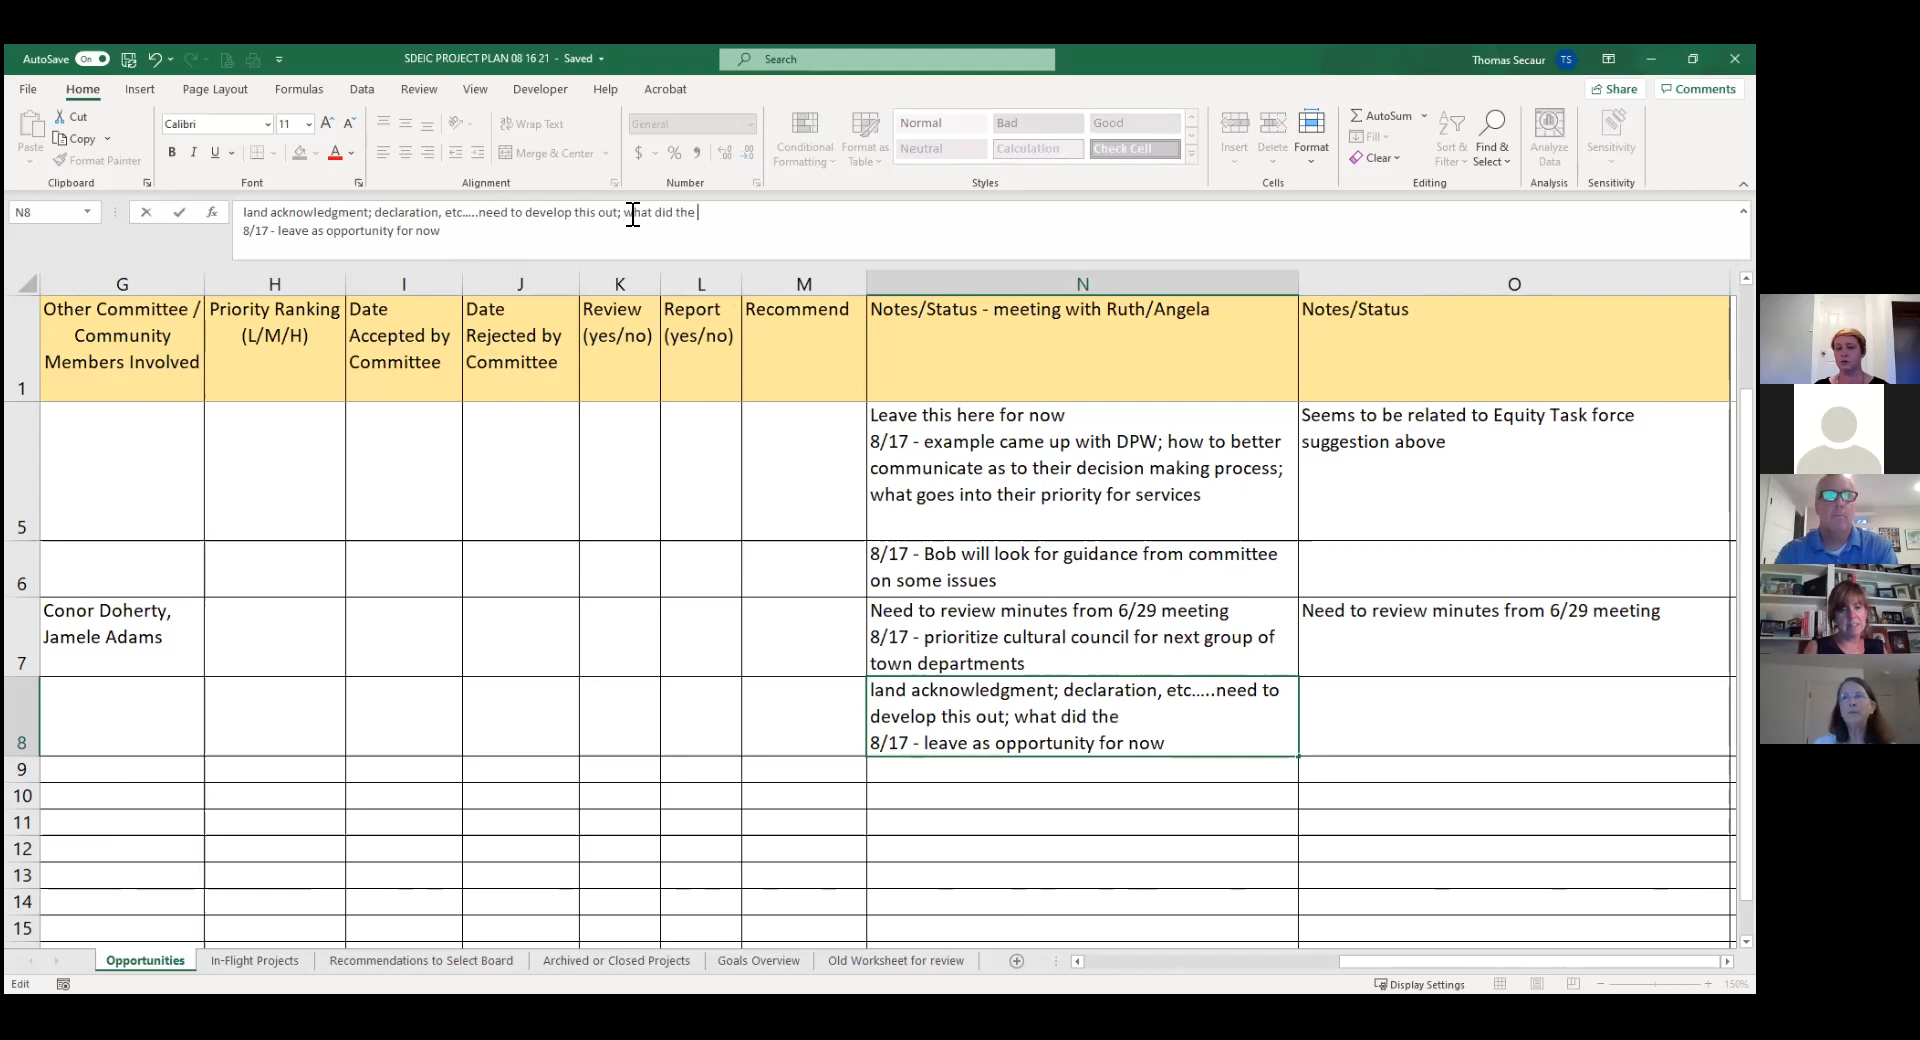 AutoSave On
SDEIC PROJECT PLAN 08 16 21 - Saved
Search
Thomas Secaur
TS
File Home Insert Page Layout Formulas Data Review View Developer Help Acrobat
Share
Comments
Paste
Cut
Copy
Format Painter
Clipboard
Calibri
11
B I U
Font
Wrap Text
Merge & Center
Alignment
General
$ % 9
Number
Conditional
Formatting
Format as
Table
Normal
Bad
Good
Neutral
Calculation
Check Cell
Styles
Insert
Delete
Format
Cells
AutoSum
Fill
Clear
Sort &
Filter
Find &
Select
Editing
Analyze
Data
Analysis
Sensitivity
Sensitivity
N8
fx
land acknowledgment; declaration, etc…..need to develop this out; what did the
8/17 - leave as opportunity for now
G H I J K L M N O
1
Other Committee /
Community
Members Involved
Priority Ranking
(L/M/H)
Date
Accepted by
Committee
Date
Rejected by
Committee
Review
(yes/no)
Report
(yes/no)
Recommend
Notes/Status - meeting with Ruth/Angela
Notes/Status
5
Leave this here for now
8/17 - example came up with DPW; how to better
communicate as to their decision making process;
what goes into their priority for services
Seems to be related to Equity Task force
suggestion above
6
8/17 - Bob will look for guidance from committee
on some issues
7
Conor Doherty,
Jamele Adams
Need to review minutes from 6/29 meeting
8/17 - prioritize cultural council for next group of
town departments
Need to review minutes from 6/29 meeting
8
land acknowledgment; declaration, etc…..need to
develop this out; what did the
8/17 - leave as opportunity for now
9
10
11
12
13
14
15
Opportunities
In-Flight Projects
Recommendations to Select Board
Archived or Closed Projects
Goals Overview
Old Worksheet for review
Edit
Display Settings
150%